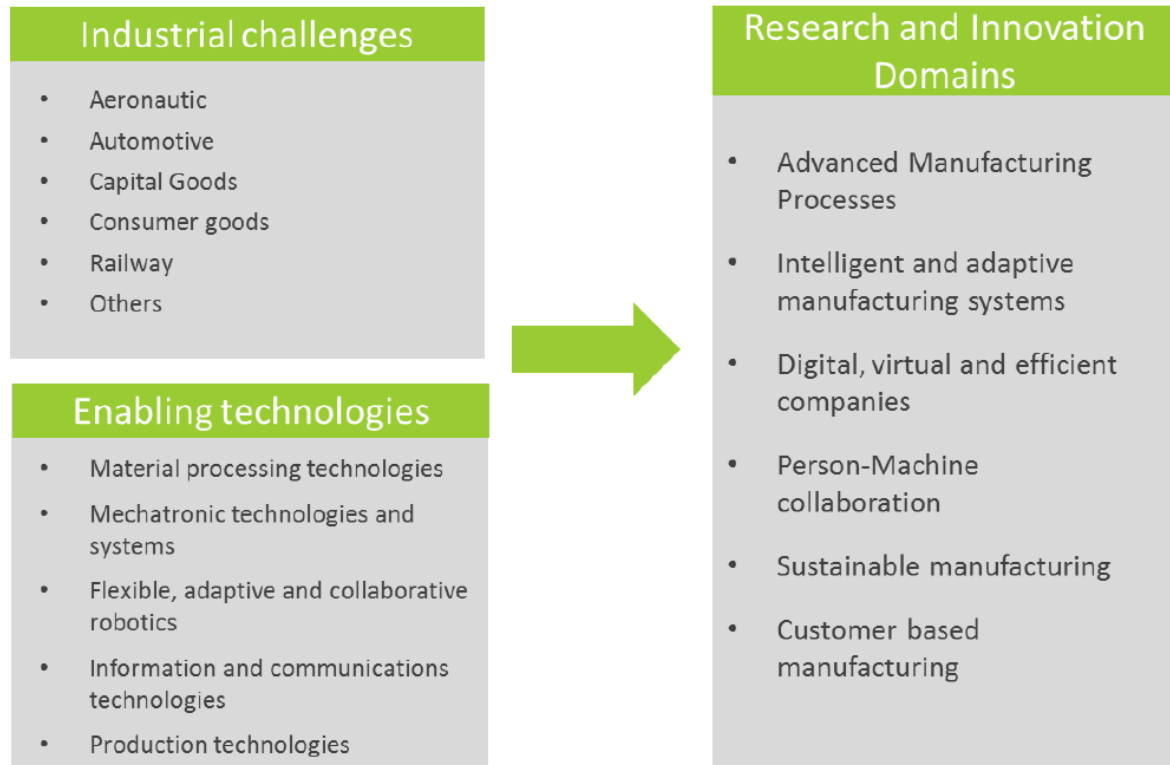 Industrial challenges
• Aeronautic
• Automotive
• Capital Goods
• Consumer goods
• Railway
• Others
Enabling technologies
• Material processing technologies
• Mechatronic technologies and
systems
• Flexible, adaptive and collaborative
robotics
• Information and communications
technologies
• Production technologies
Research and Innovation
Domains
• Advanced Manufacturing
Processes
• Intelligent and adaptive
manufacturing systems
• Digital, virtual and efficient
companies
• Person-Machine
collaboration
• Sustainable manufacturing
• Customer based
manufacturing